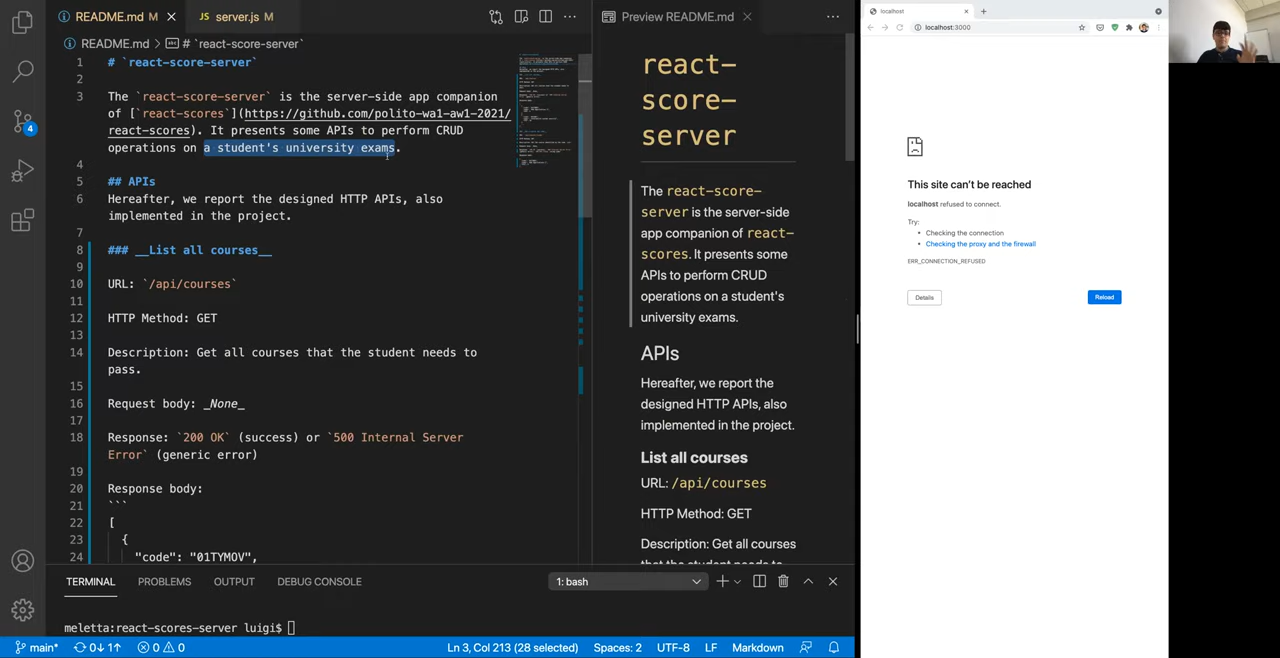 README.md M
server.js M
Preview README.md
README.md > # `react-score-server`
1 # `react-score-server`
2
3 The `react-score-server` is the server-side app companion
of [`react-scores`](https://github.com/polito-wa1-aw1-2021/
react-scores). It presents some APIs to perform CRUD
operations on a student's university exams.
4
5 ## APIs
6 Hereafter, we report the designed HTTP APIs, also
implemented in the project.
7
8 ### __List all courses__
9
10 URL: `/api/courses`
11
12 HTTP Method: GET
13
14 Description: Get all courses that the student needs to
pass.
15
16 Request body: _None_
17
18 Response: `200 OK` (success) or `500 Internal Server
Error` (generic error)
19
20 Response body:
21 ```
22 [
23 {
24 "code": "01TYMOV",
react-
score-
server
The react-score-
server is the server-side
app companion of react-
scores. It presents some
APIs to perform CRUD
operations on a student's
university exams.
APIs
Hereafter, we report the
designed HTTP APIs, also
implemented in the project.
List all courses
URL: /api/courses
HTTP Method: GET
Description: Get all courses
that the student needs to
4
TERMINAL PROBLEMS OUTPUT DEBUG CONSOLE
1: bash
meletta:react-scores-server luigi$
main* 0↓ 1↑ 0 0
Ln 3, Col 213 (28 selected) Spaces: 2 UTF-8 LF Markdown
localhost
localhost:3000
This site can't be reached
localhost refused to connect.
Try:
• Checking the connection
• Checking the proxy and the firewall
ERR_CONNECTION_REFUSED
Details
Reload